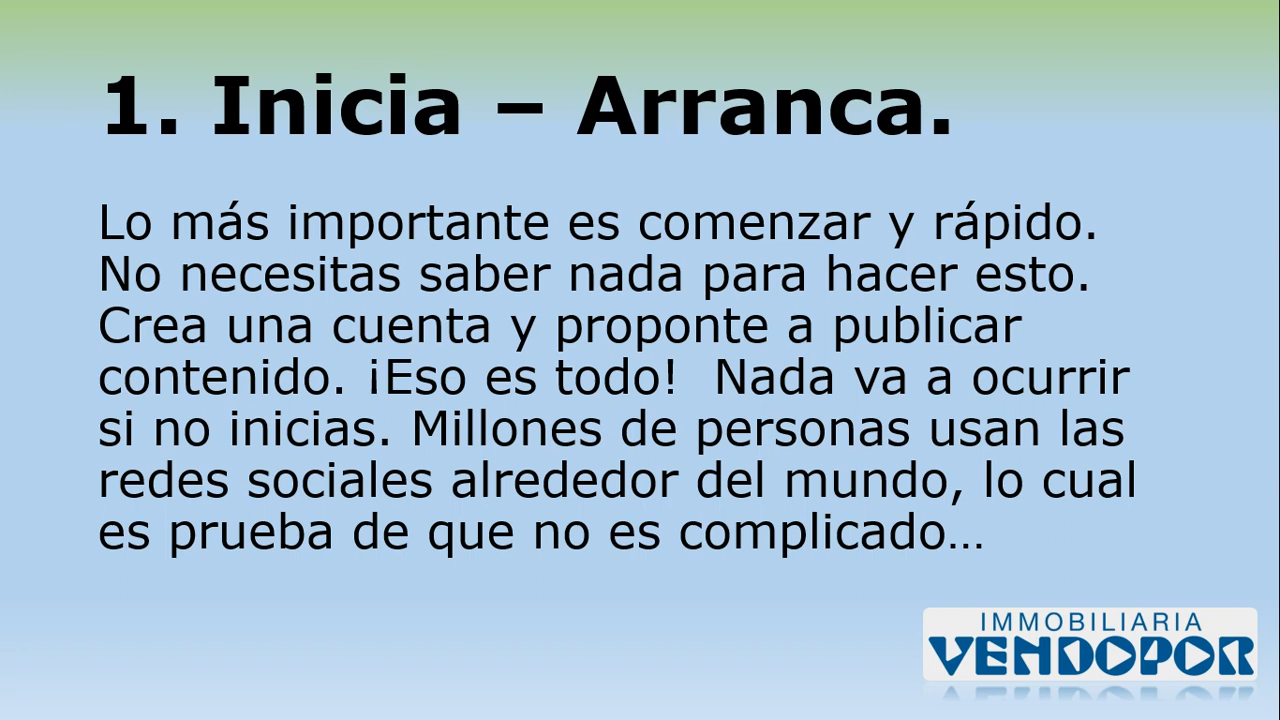 1. Inicia – Arranca.
Lo más importante es comenzar y rápido.
No necesitas saber nada para hacer esto.
Crea una cuenta y proponte a publicar
contenido. ¡Eso es todo!  Nada va a ocurrir
si no inicias. Millones de personas usan las
redes sociales alrededor del mundo, lo cual
es prueba de que no es complicado…
IMMOBILIARIA
VENDOPOR